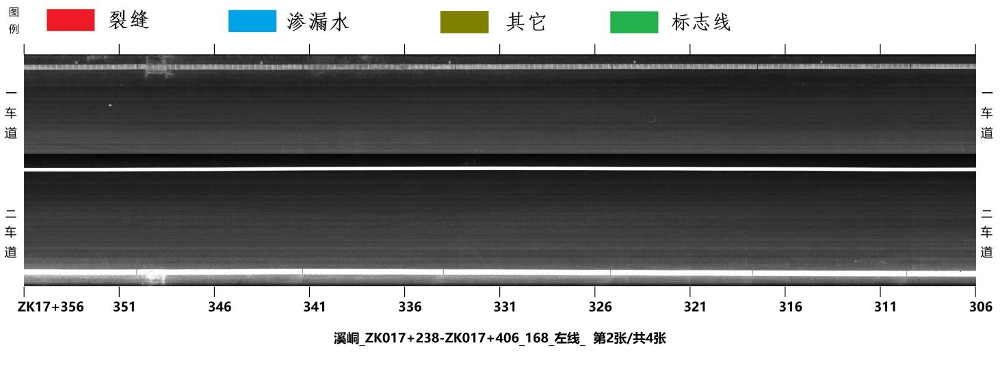 图例 裂缝 渗漏水 其它 标志线
一车道 一车道
二车道 二车道
ZK17+356 351 346 341 336 331 326 321 316 311 306
溪峒_ZK017+238-ZK017+406_168_左线_ 第2张/共4张